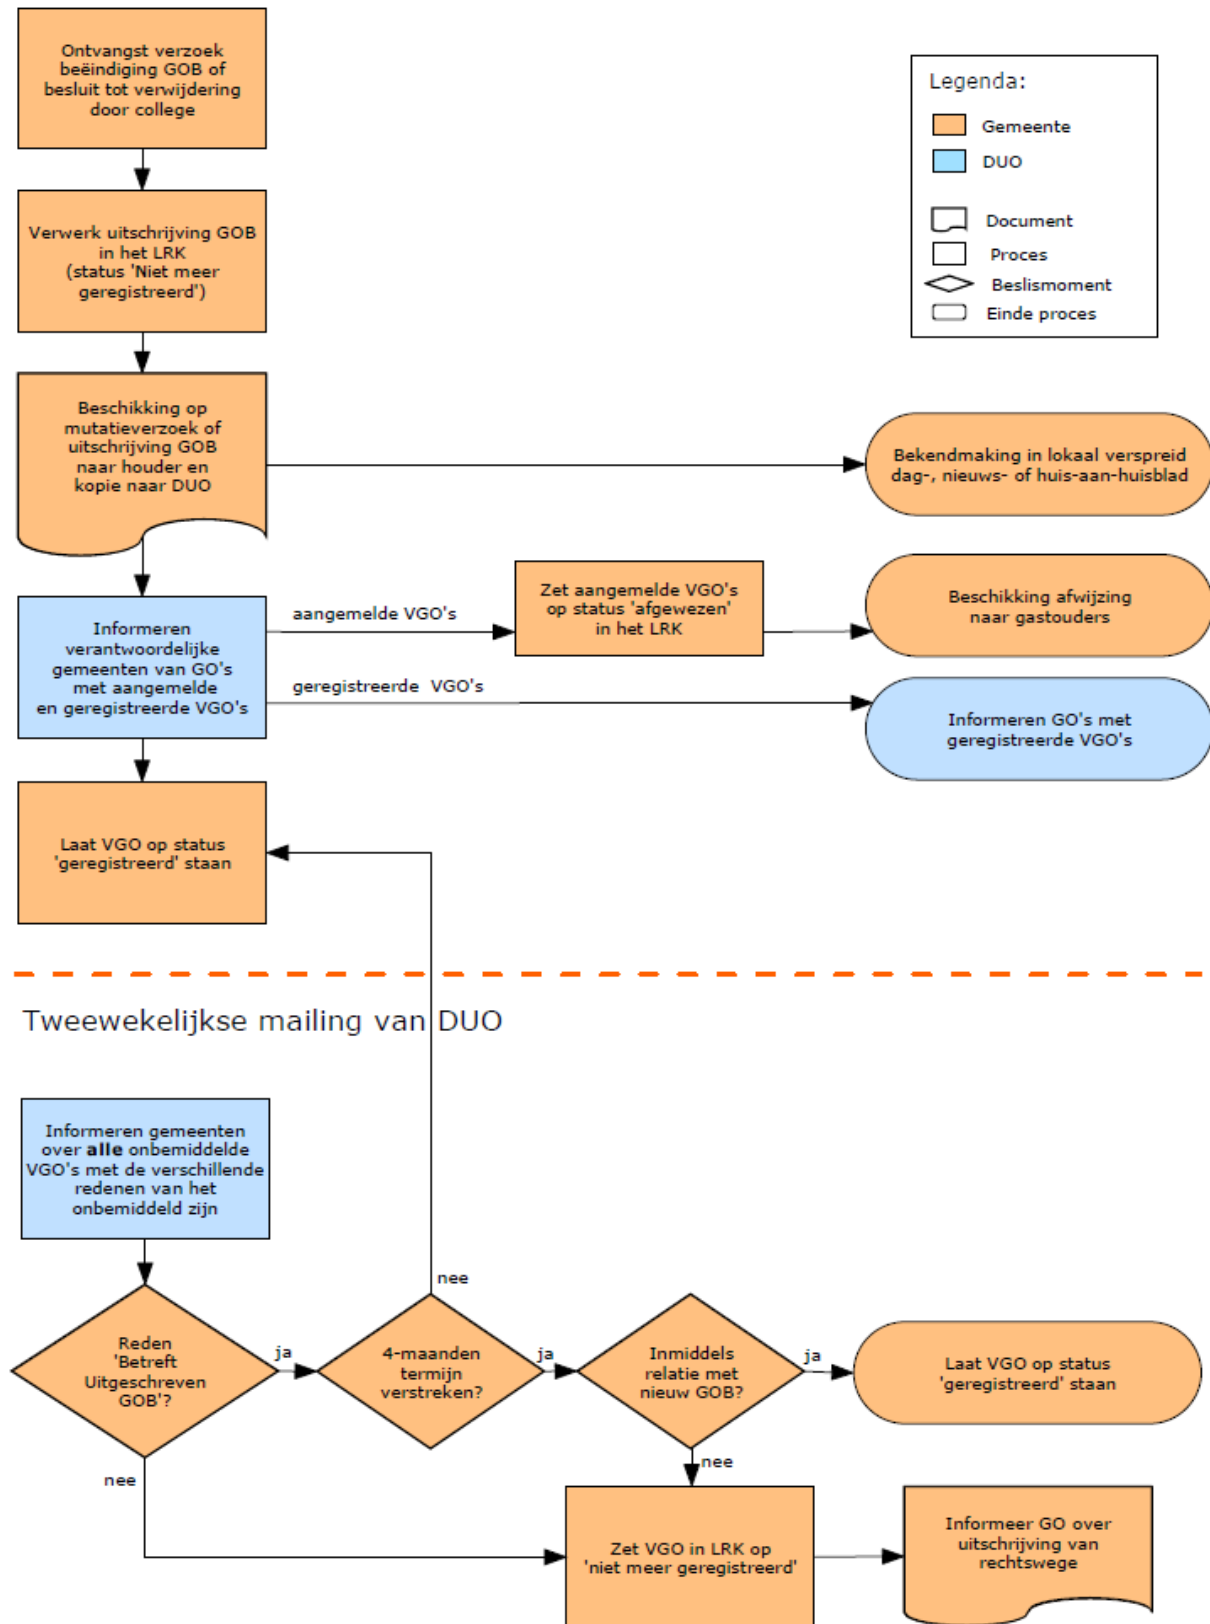 Ontvangst verzoek
beëindiging GOB of
besluit tot verwijdering
door college
Legenda:
Gemeente
DUO
Document
Proces
Beslismoment
Einde proces
Verwerk uitschrijving GOB
in het LRK
(status 'Niet meer
geregistreerd')
Beschikking op
mutatieverzoek of
uitschrijving GOB
naar houder en
kopie naar DUO
Bekendmaking in lokaal verspreid
dag-, nieuws- of huis-aan-huisblad
Informeren
verantwoordelijke
gemeenten van GO's
met aangemelde
en geregistreerde VGO's
aangemelde VGO's
Zet aangemelde VGO's
op status 'afgewezen'
in het LRK
Beschikking afwijzing
naar gastouders
geregistreerde VGO's
Informeren GO's met
geregistreerde VGO's
Laat VGO op status
'geregistreerd' staan
Tweewekelijkse mailing van DUO
Informeren gemeenten
over alle onbemiddelde
VGO's met de verschillende
redenen van het
onbemiddeld zijn
Reden
'Betreft
Uitgeschreven
GOB'?
ja
nee
4-maanden
termijn
verstreken?
nee
ja
Inmiddels
relatie met
nieuw GOB?
ja
nee
Laat VGO op status
'geregistreerd' staan
Zet VGO in LRK op
'niet meer geregistreerd'
Informeer GO over
uitschrijving van
rechtswege